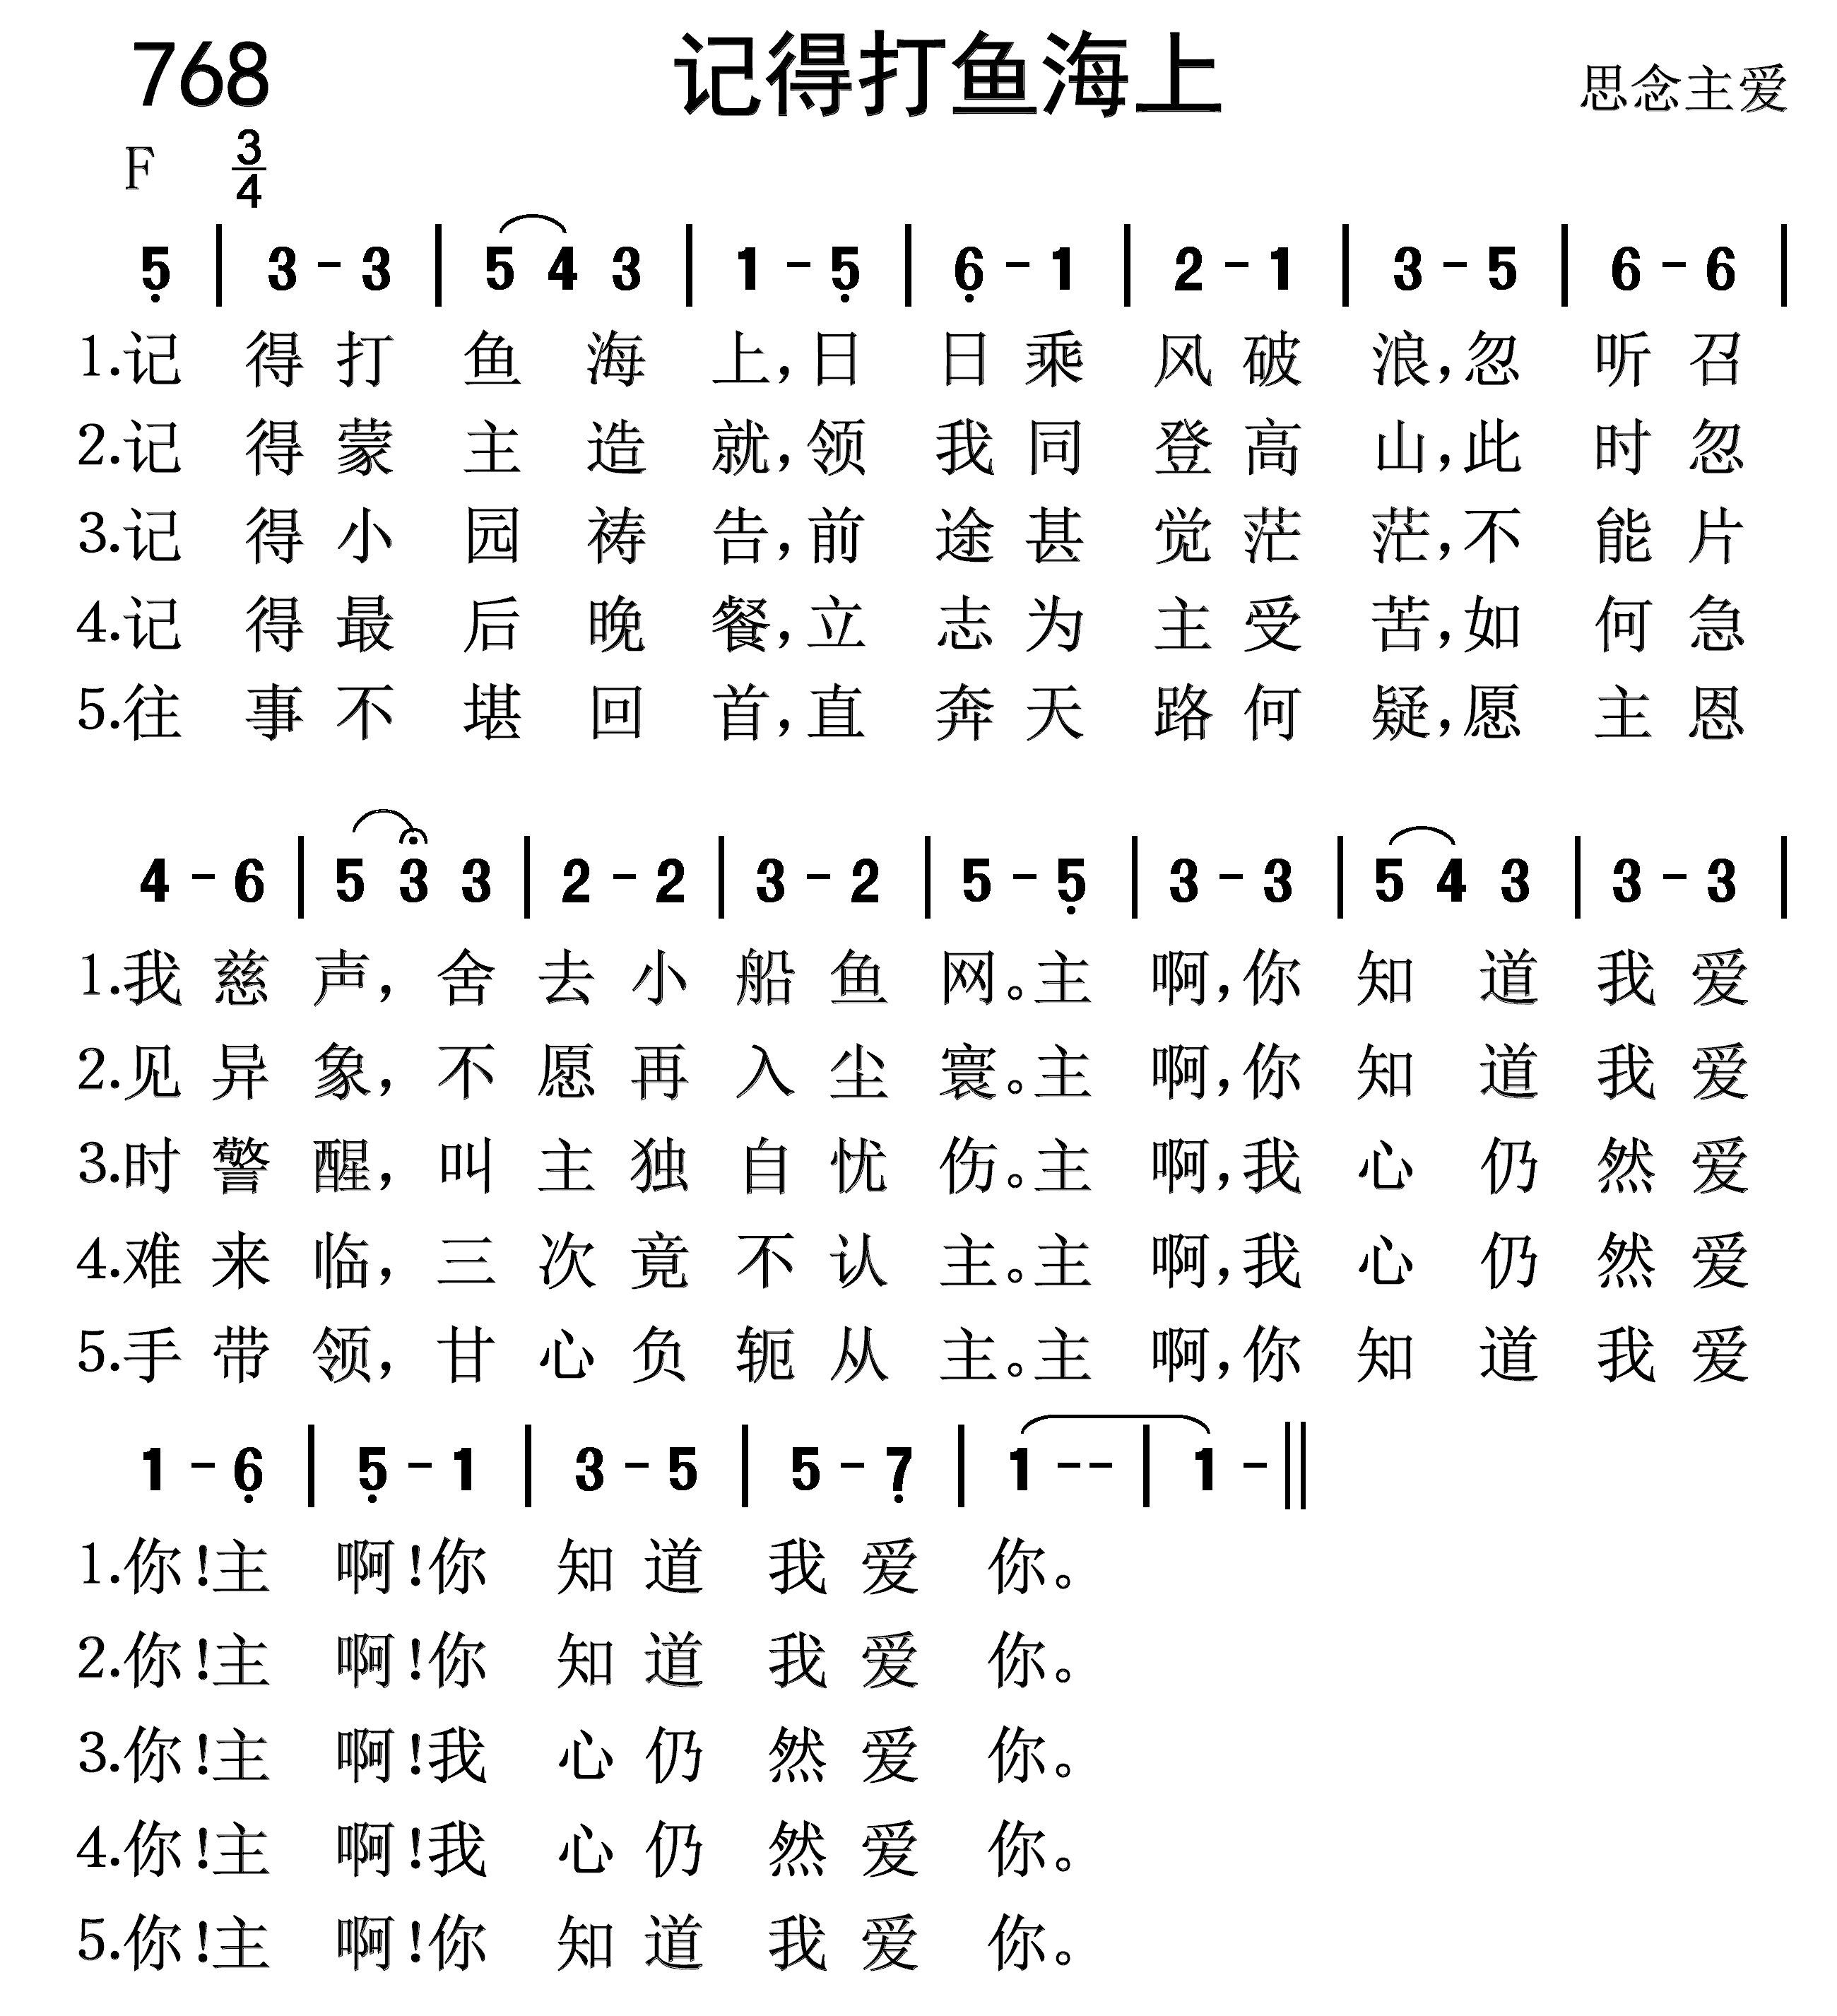 768 记得打鱼海上 思念主爱
F 3/4
5̣ | 3 - 3 | 5 4 3 | 1 - 5̣ | 6̣ - 1 | 2 - 1 | 3 - 5 | 6 - 6 |
1.记 得打 鱼海 上,日 日乘 风破 浪,忽 听召
2.记 得蒙 主造 就,领 我同 登高 山,此 时忽
3.记 得小 园祷 告,前 途甚 觉茫 茫,不 能片
4.记 得最 后晚 餐,立 志为 主受 苦,如 何急
5.往 事不 堪回 首,直 奔天 路何 疑,愿 主恩
4 - 6 | 5 3 3 | 2 - 2 | 3 - 2 | 5 - 5̣ | 3 - 3 | 5 4 3 | 3 - 3 |
1.我慈 声,舍 去小 船鱼 网。主 啊,你 知道 我爱
2.见异 象,不 愿再 入尘 寰。主 啊,你 知道 我爱
3.时警 醒,叫 主独 自忧 伤。主 啊,我 心仍 然爱
4.难来 临,三 次竟 不认 主。主 啊,我 心仍 然爱
5.手带 领,甘 心负 轭从 主。主 啊,你 知道 我爱
1 - 6̣ | 5̣ - 1 | 3 - 5 | 5 - 7̣ | 1 - - | 1 - ‖
1.你!主 啊!你 知道 我爱 你。
2.你!主 啊!你 知道 我爱 你。
3.你!主 啊!我 心仍 然爱 你。
4.你!主 啊!我 心仍 然爱 你。
5.你!主 啊!你 知道 我爱 你。